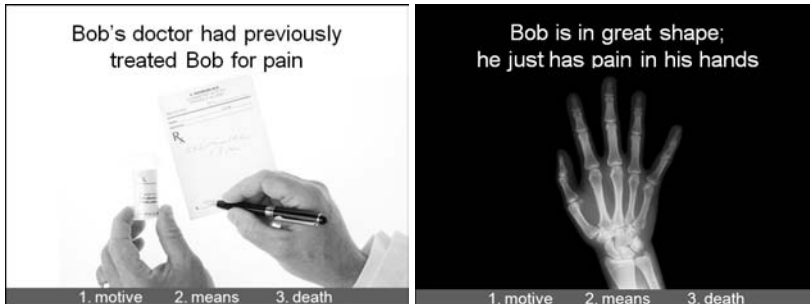 Bob's doctor had previously
treated Bob for pain
1. motive 2. means 3. death
Bob is in great shape;
he just has pain in his hands
1. motive 2. means 3. death